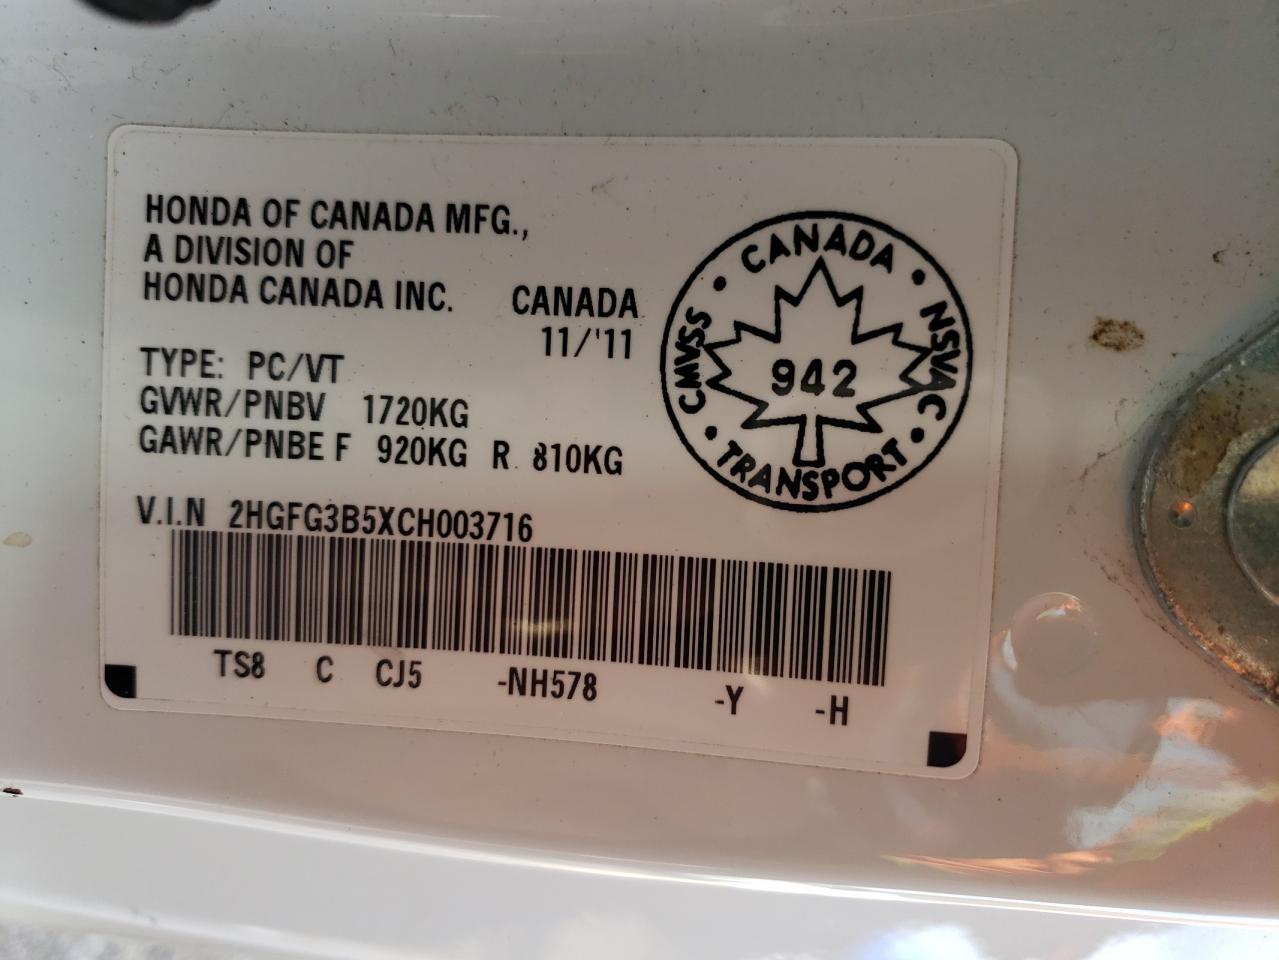 HONDA OF CANADA MFG.,
A DIVISION OF
HONDA CANADA INC. CANADA
11/'11
TYPE: PC/VT
GVWR/PNBV 1720KG
GAWR/PNBE F 920KG R 810KG
V.I.N 2HGFG3B5XCH003716
TS8 C CJ5 -NH578 -Y -H
CANADA • NSVAC • TRANSPORT • CMVSS •
942